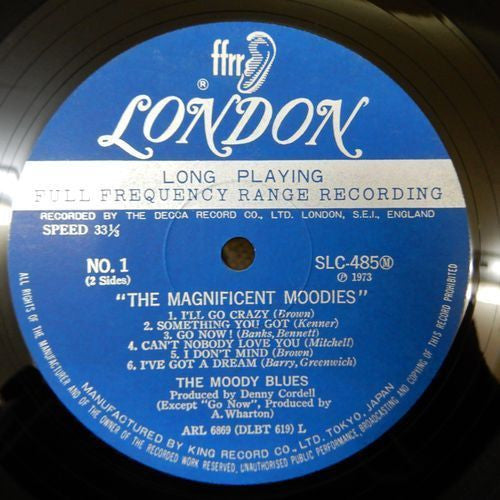 ffrr
®
LONDON
LONG PLAYING
FULL FREQUENCY RANGE RECORDING
RECORDED BY THE DECCA RECORD CO., LTD. LONDON, S.E.I., ENGLAND
SPEED 33⅓
NO. 1
(2 Sides)
SLC-485 Ⓜ
Ⓟ 1973
"THE MAGNIFICENT MOODIES"
1. I'LL GO CRAZY (Brown)
2. SOMETHING YOU GOT (Kenner)
3. GO NOW! (Banks, Bennett)
4. CAN'T NOBODY LOVE YOU (Mitchell)
5. I DON'T MIND (Brown)
6. I'VE GOT A DREAM (Barry, Greenwich)
THE MOODY BLUES
Produced by Denny Cordell
(Except "Go Now", Produced by
A. Wharton)
ARL 6869 (DLBT 619) L
MANUFACTURED BY KING RECORD CO., LTD. TOKYO, JAPAN
ALL RIGHTS OF THE MANUFACTURER AND OF THE OWNER OF THE RECORDED WORK RESERVED, UNAUTHORISED PUBLIC PERFORMANCE, BROADCASTING AND COPYING OF THIS RECORD PROHIBITED